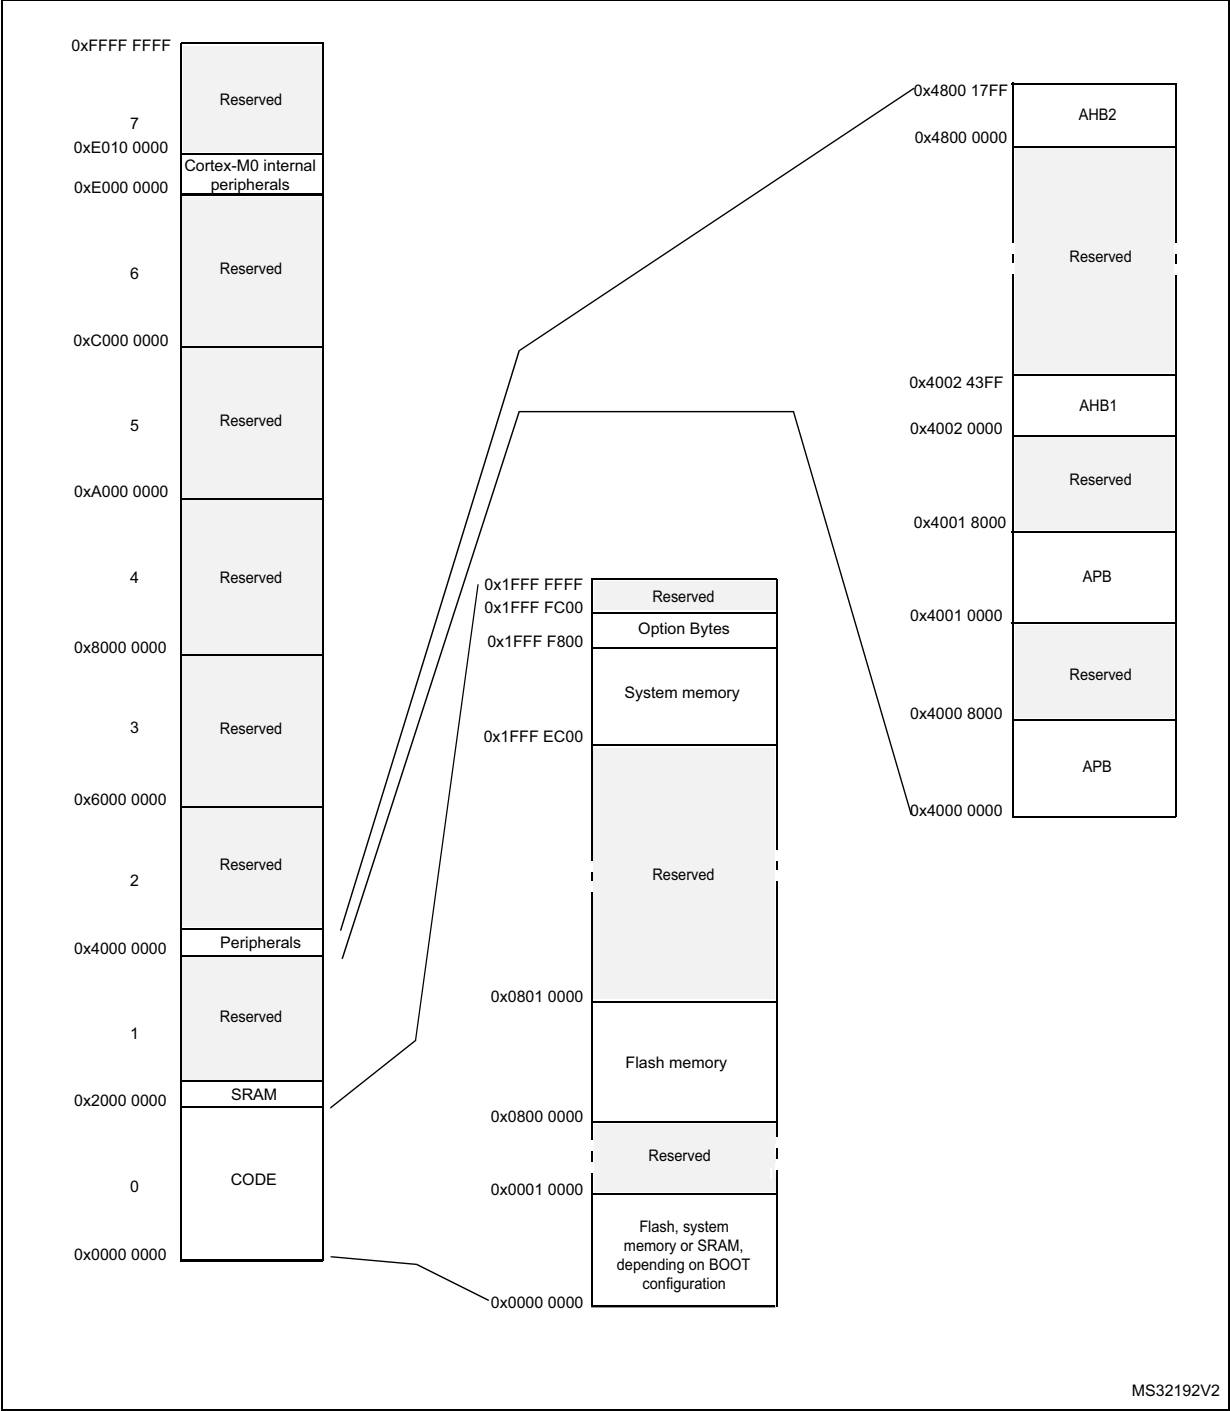 0xFFFF FFFF
Reserved
7
0xE010 0000
Cortex-M0 internal
peripherals
0xE000 0000
Reserved
6
0xC000 0000
Reserved
5
0xA000 0000
Reserved
4
0x8000 0000
Reserved
3
0x6000 0000
Reserved
2
Peripherals
0x4000 0000
Reserved
1
SRAM
0x2000 0000
CODE
0
0x0000 0000
0x1FFF FFFF
Reserved
0x1FFF FC00
Option Bytes
0x1FFF F800
System memory
0x1FFF EC00
Reserved
0x0801 0000
Flash memory
0x0800 0000
Reserved
0x0001 0000
Flash, system
memory or SRAM,
depending on BOOT
configuration
0x0000 0000
0x4800 17FF
AHB2
0x4800 0000
Reserved
0x4002 43FF
AHB1
0x4002 0000
Reserved
0x4001 8000
APB
0x4001 0000
Reserved
0x4000 8000
APB
0x4000 0000
MS32192V2